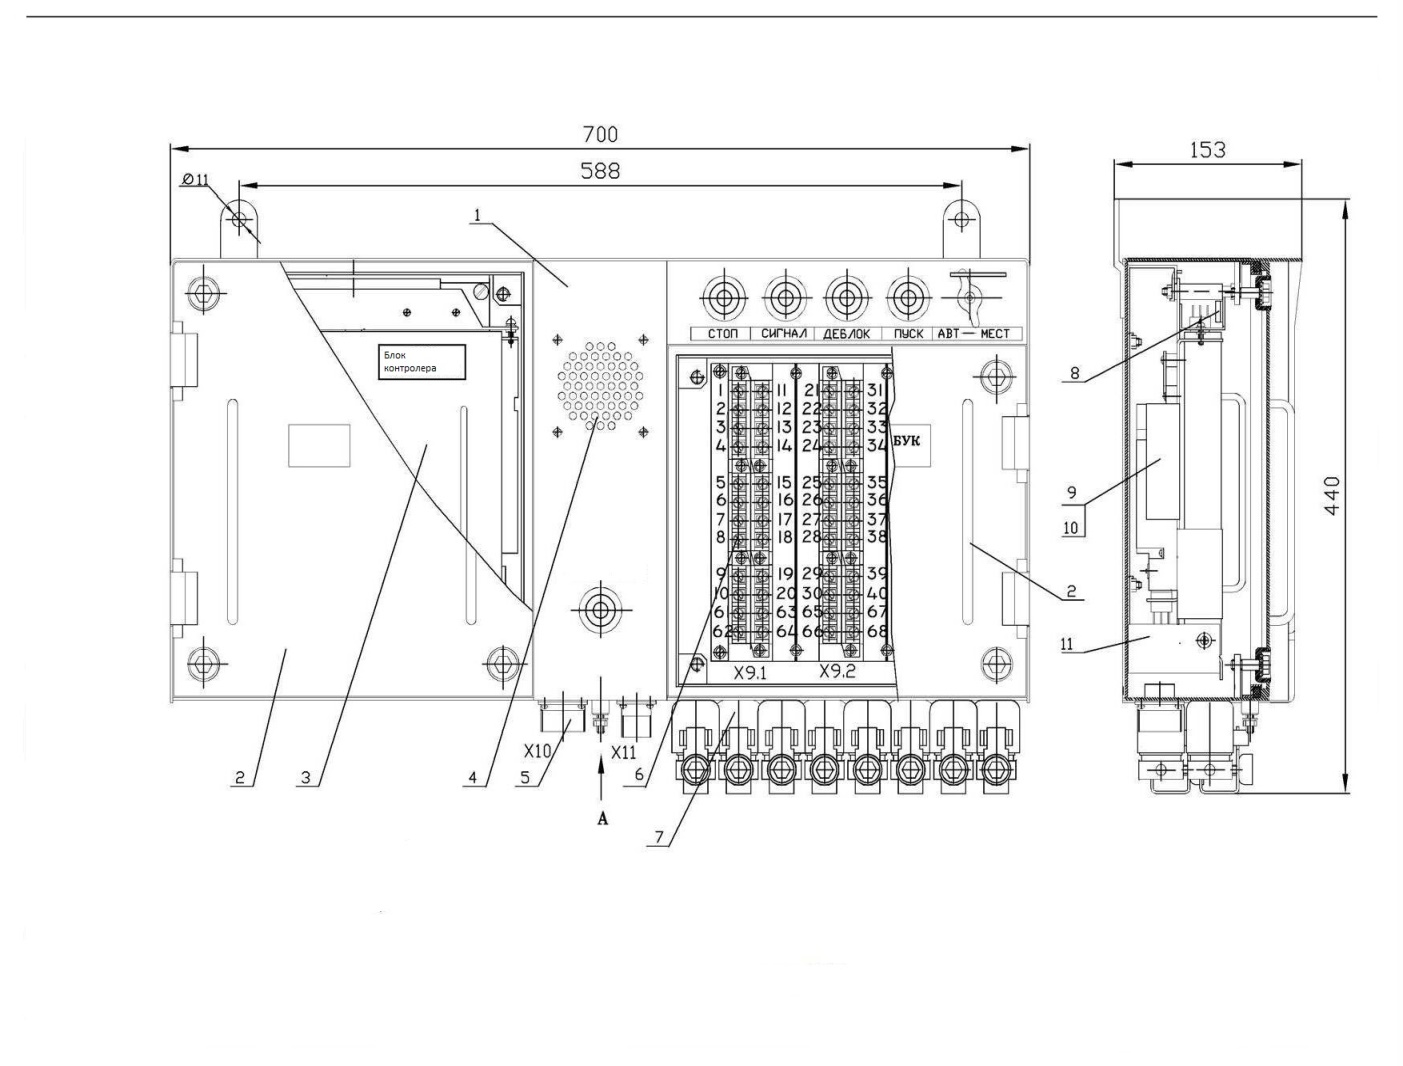 700
153
588
Ø11
1
СТОП СИГНАЛ ДЕБЛОК ПУСК АВТ — МЕСТ
Блок
контролера
8
1 11 21 31
2 12 22 32
3 13 23 33
4 14 24 34
БУК
5 15 25 35
6 16 26 36
7 17 27 37
8 18 28 38
9
10
440
9 19 29 39
10 20 30 40
6 63 65 67
62 64 66 68
2
11
X9.1 X9.2
X10 X11
2 3 4 5 6
А
7